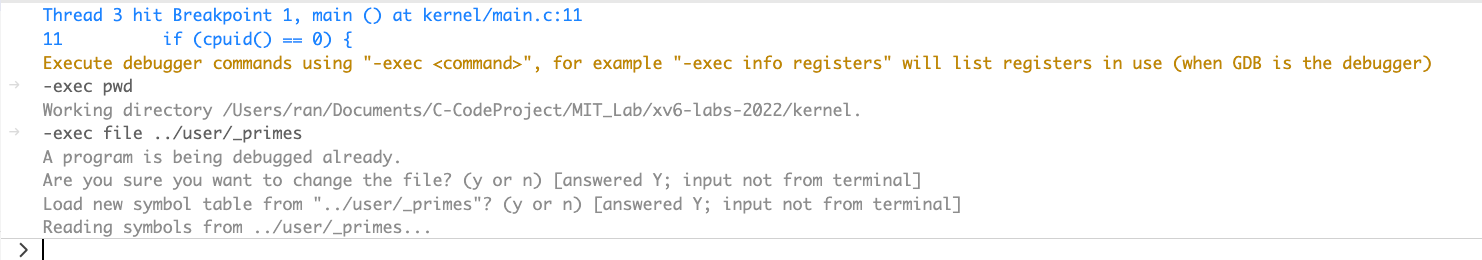 Thread 3 hit Breakpoint 1, main () at kernel/main.c:11
11 if (cpuid() == 0) {
Execute debugger commands using "-exec <command>", for example "-exec info registers" will list registers in use (when GDB is the debugger)
→ -exec pwd
Working directory /Users/ran/Documents/C-CodeProject/MIT_Lab/xv6-labs-2022/kernel.
→ -exec file ../user/_primes
A program is being debugged already.
Are you sure you want to change the file? (y or n) [answered Y; input not from terminal]
Load new symbol table from "../user/_primes"? (y or n) [answered Y; input not from terminal]
Reading symbols from ../user/_primes...
>